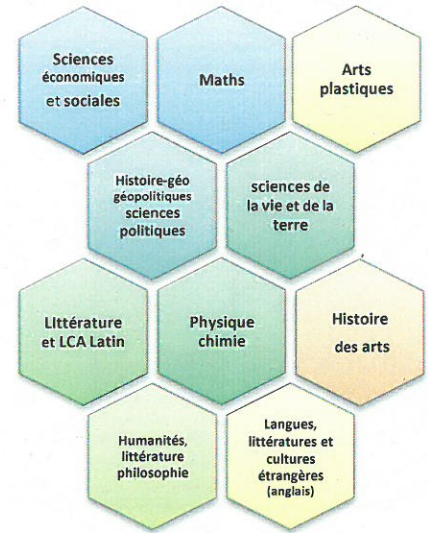 Sciences
économiques
et sociales
Maths
Arts
plastiques
Histoire-géo
géopolitiques
sciences
politiques
sciences de
la vie et de la
terre
LIttérature
et LCA Latin
Physique
chimie
Histoire
des arts
Humanités,
littérature
philosophie
Langues,
littératures et
cultures
étrangères
(anglais)